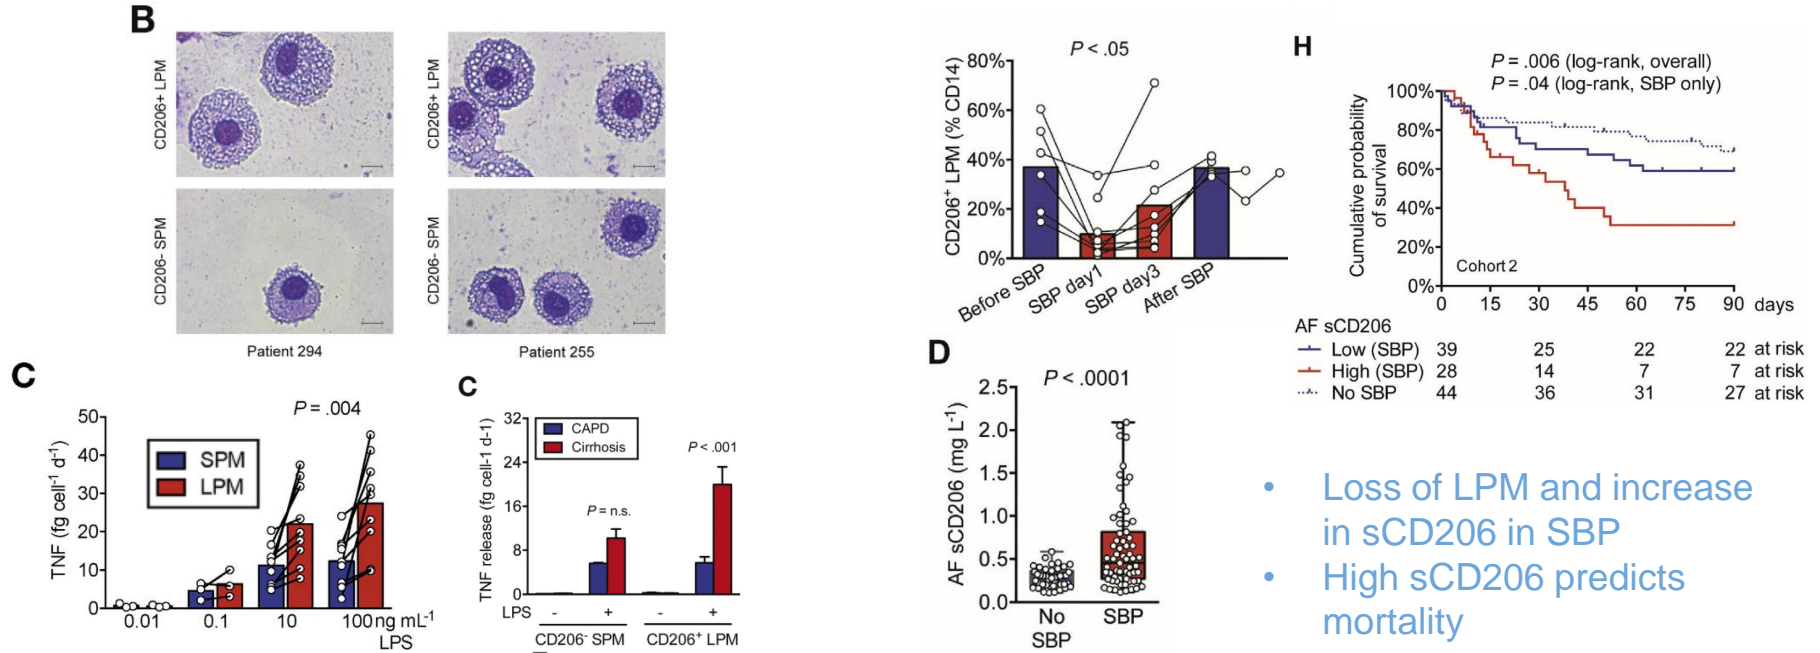 B
CD206+ LPM
CD206- SPM
CD206+ LPM
CD206- SPM
Patient 294
Patient 255
C
P = .004
TNF (fg cell-1 d-1)
50
40
30
20
10
0
SPM
LPM
0.01
0.1
10
100 ng mL-1
LPS
C
TNF release (fg cell-1 d-1)
32
24
16
8
0
CAPD
Cirrhosis
P < .001
P = n.s.
LPS - + - +
CD206- SPM
CD206+ LPM
P < .05
CD206+ LPM (% CD14)
80%
60%
40%
20%
0%
Before SBP
SBP day1
SBP day3
After SBP
D
P < .0001
AF sCD206 (mg L-1)
2.5
2.0
1.5
1.0
0.5
0.0
No
SBP
SBP
H
P = .006 (log-rank, overall)
P = .04 (log-rank, SBP only)
Cumulative probability
of survival
100%
80%
60%
40%
20%
0%
Cohort 2
0 15 30 45 60 75 90 days
AF sCD206
Low (SBP) 39 25 22 22 at risk
High (SBP) 28 14 7 7 at risk
No SBP 44 36 31 27 at risk
• Loss of LPM and increase
in sCD206 in SBP
• High sCD206 predicts
mortality